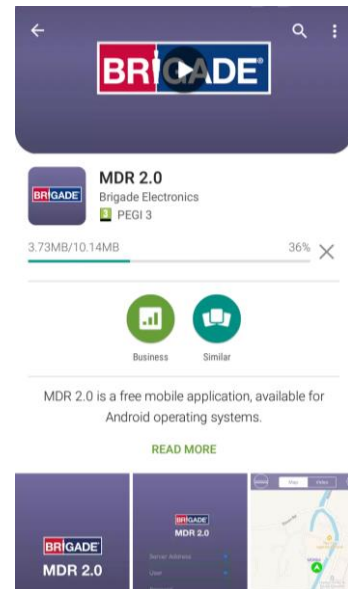 BRIGADE
BRIGADE
MDR 2.0
Brigade Electronics
3 PEGI 3
3.73MB/10.14MB
36%
Business
Similar
MDR 2.0 is a free mobile application, available for
Android operating systems.
READ MORE
BRIGADE
MDR 2.0
BRIGADE
MDR 2.0
Server Address
User
Map
Video
A